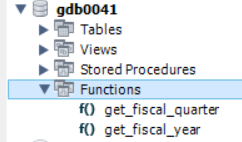 gdb0041
Tables
Views
Stored Procedures
Functions
f() get_fiscal_quarter
f() get_fiscal_year